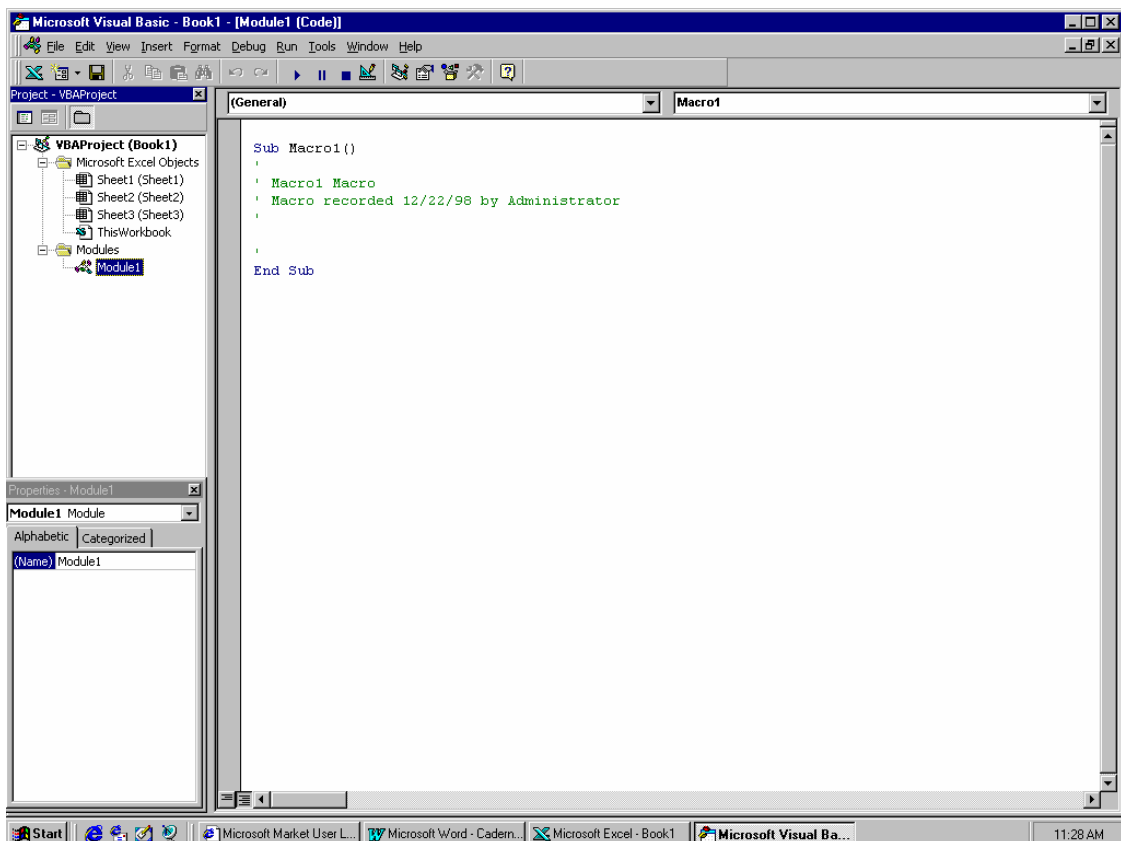 Microsoft Visual Basic - Book1 - [Module1 (Code)]
File Edit View Insert Format Debug Run Tools Window Help
Project - VBAProject
VBAProject (Book1)
Microsoft Excel Objects
Sheet1 (Sheet1)
Sheet2 (Sheet2)
Sheet3 (Sheet3)
ThisWorkbook
Modules
Module1
Properties - Module1
Module1 Module
Alphabetic Categorized
(Name) Module1
(General) Macro1
Sub Macro1()
'
' Macro1 Macro
' Macro recorded 12/22/98 by Administrator
'
'
End Sub
Start Microsoft Market User L... Microsoft Word - Cadern... Microsoft Excel - Book1 Microsoft Visual Ba... 11:28 AM